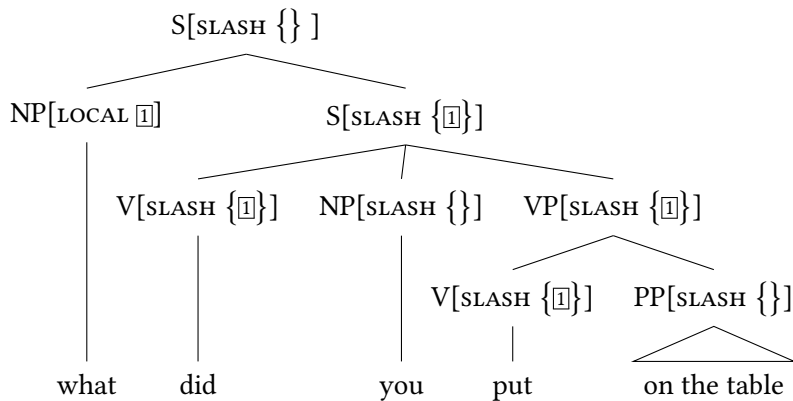 S[SLASH {} ]
NP[LOCAL 1] S[SLASH {1}]
V[SLASH {1}] NP[SLASH {}] VP[SLASH {1}]
V[SLASH {1}] PP[SLASH {}]
what did you put on the table